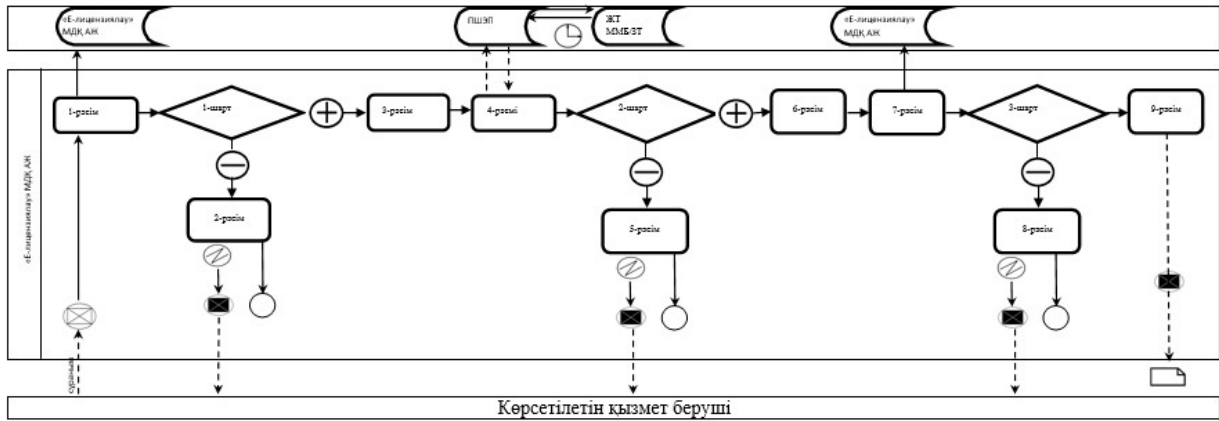 «Е-лицензиялау»
МДҚ АЖ
ПШЭП
ЖТ
ММБ/ЗТ
«Е-лицензиялау»
МДҚ АЖ
«Е-лицензиялау» МДҚ АЖ
1-рәсім
1-шарт
3-рәсім
4-рәсімі
2-шарт
6-рәсім
7-рәсім
3-шарт
9-рәсім
2-рәсім
5-рәсім
8-рәсім
сұраным
Көрсетілетін қызмет беруші